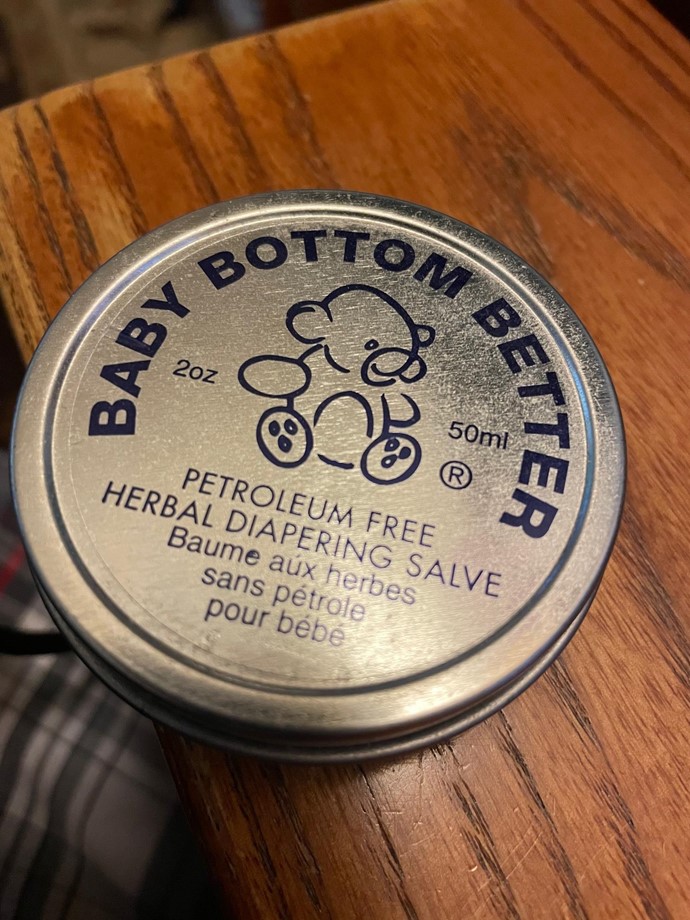 BABY BOTTOM BETTER
2oz
50ml
®
PETROLEUM FREE
HERBAL DIAPERING SALVE
Baume aux herbes
sans pétrole
pour bébé